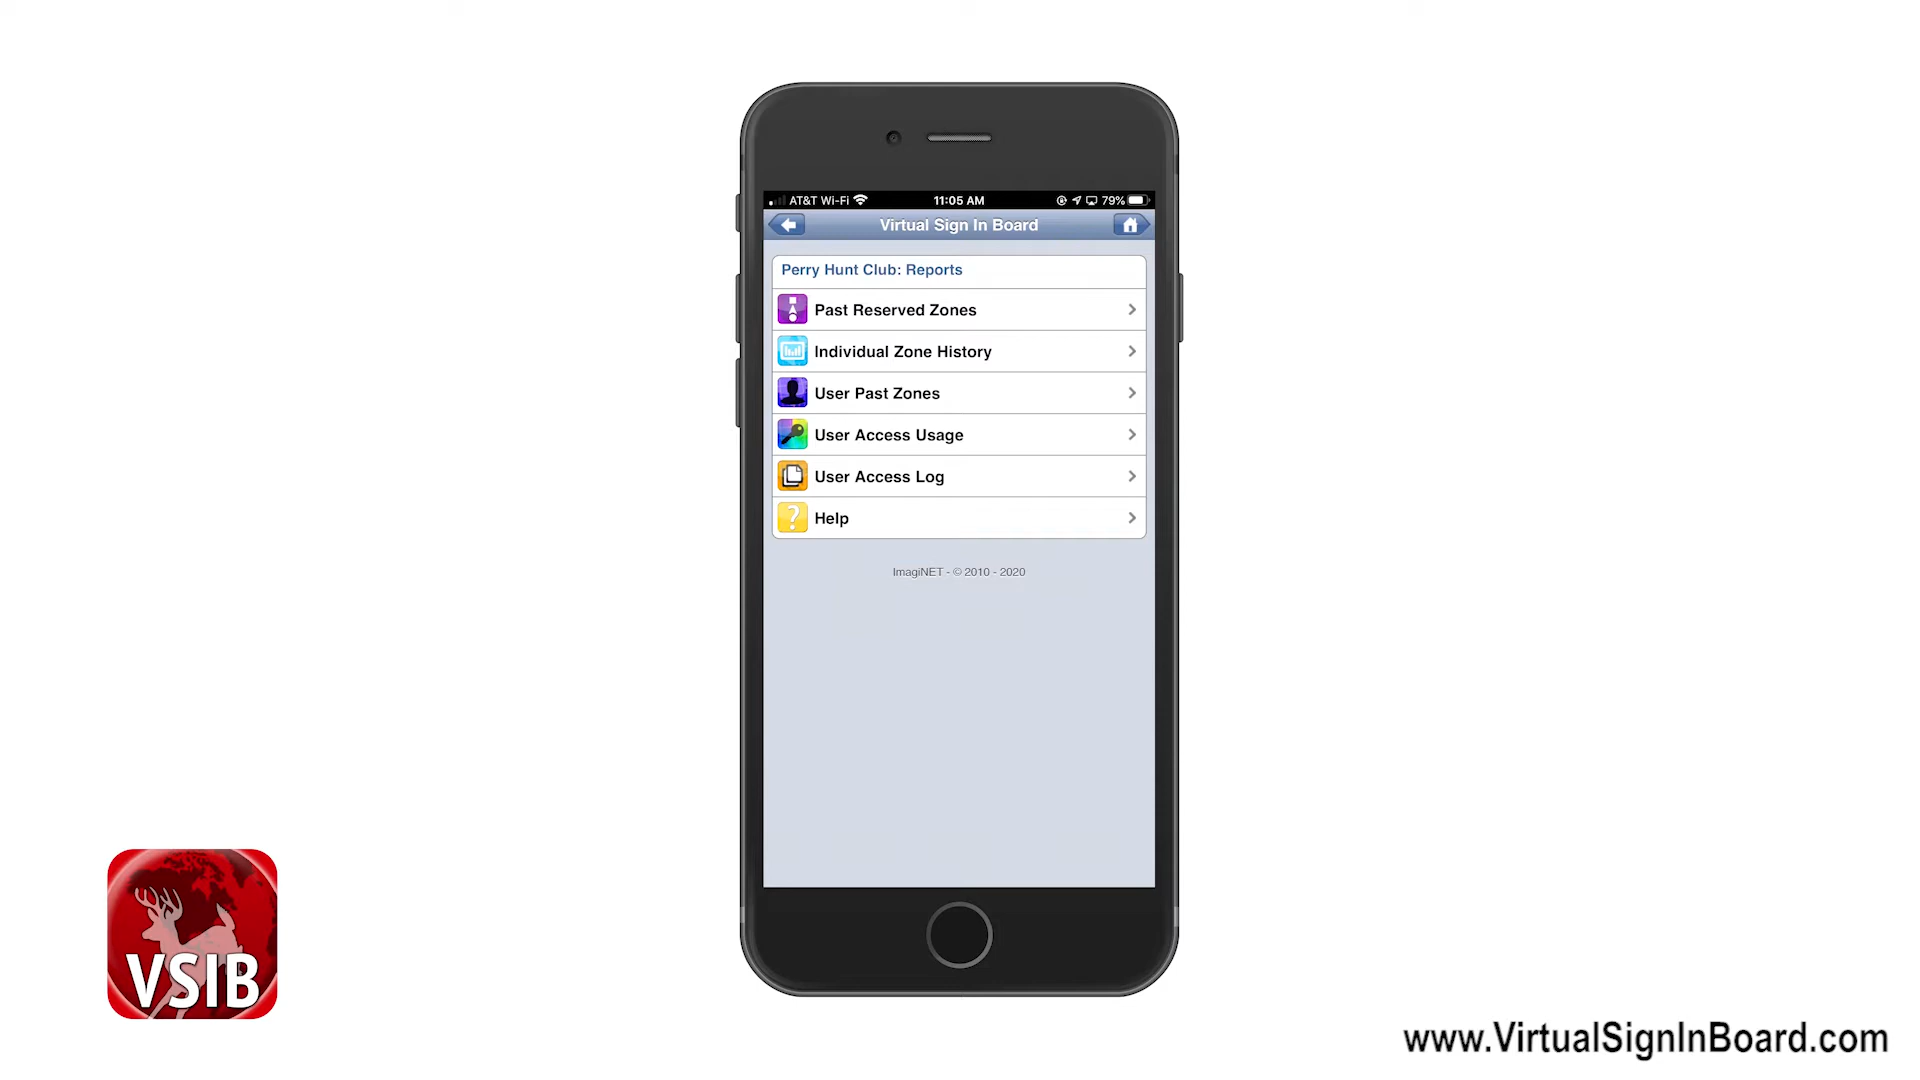 AT&T Wi-Fi 11:05 AM 79%
Virtual Sign In Board
Perry Hunt Club: Reports
Past Reserved Zones
Individual Zone History
User Past Zones
User Access Usage
User Access Log
? Help
ImagiNET - © 2010 - 2020
VSIB
www.VirtualSignInBoard.com